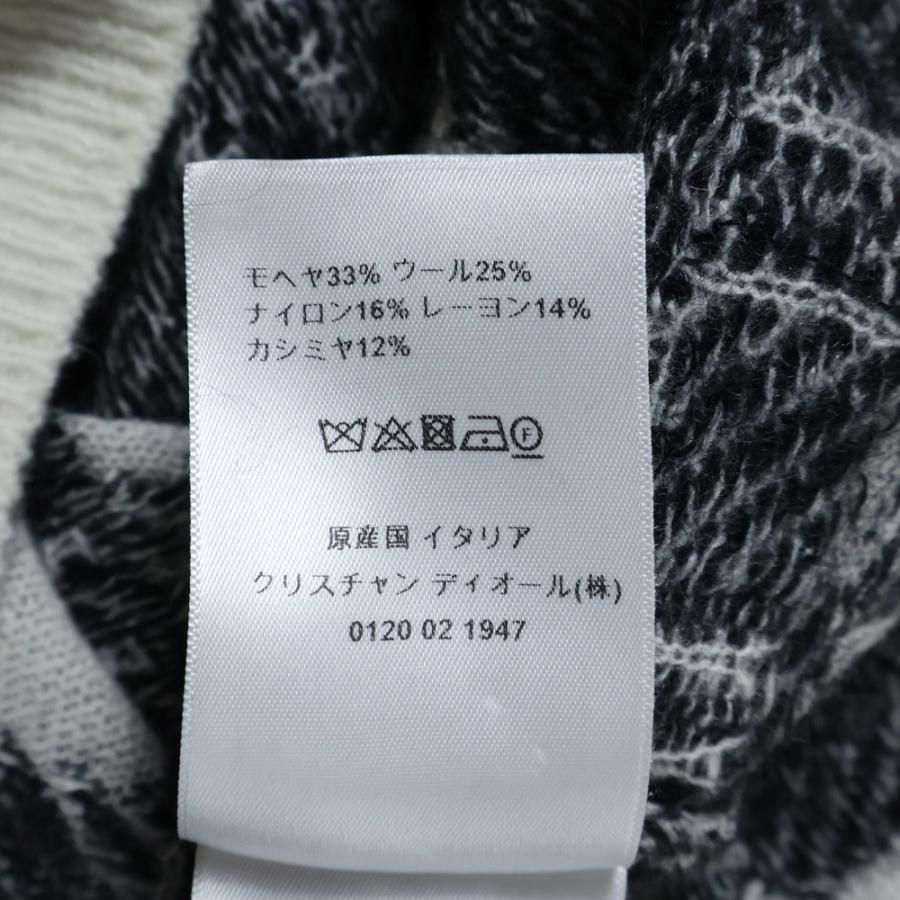 モヘヤ33% ウール25%
ナイロン16% レーヨン14%
カシミヤ12%
F
原産国 イタリア
クリスチャン ディオール(株)
0120 02 1947